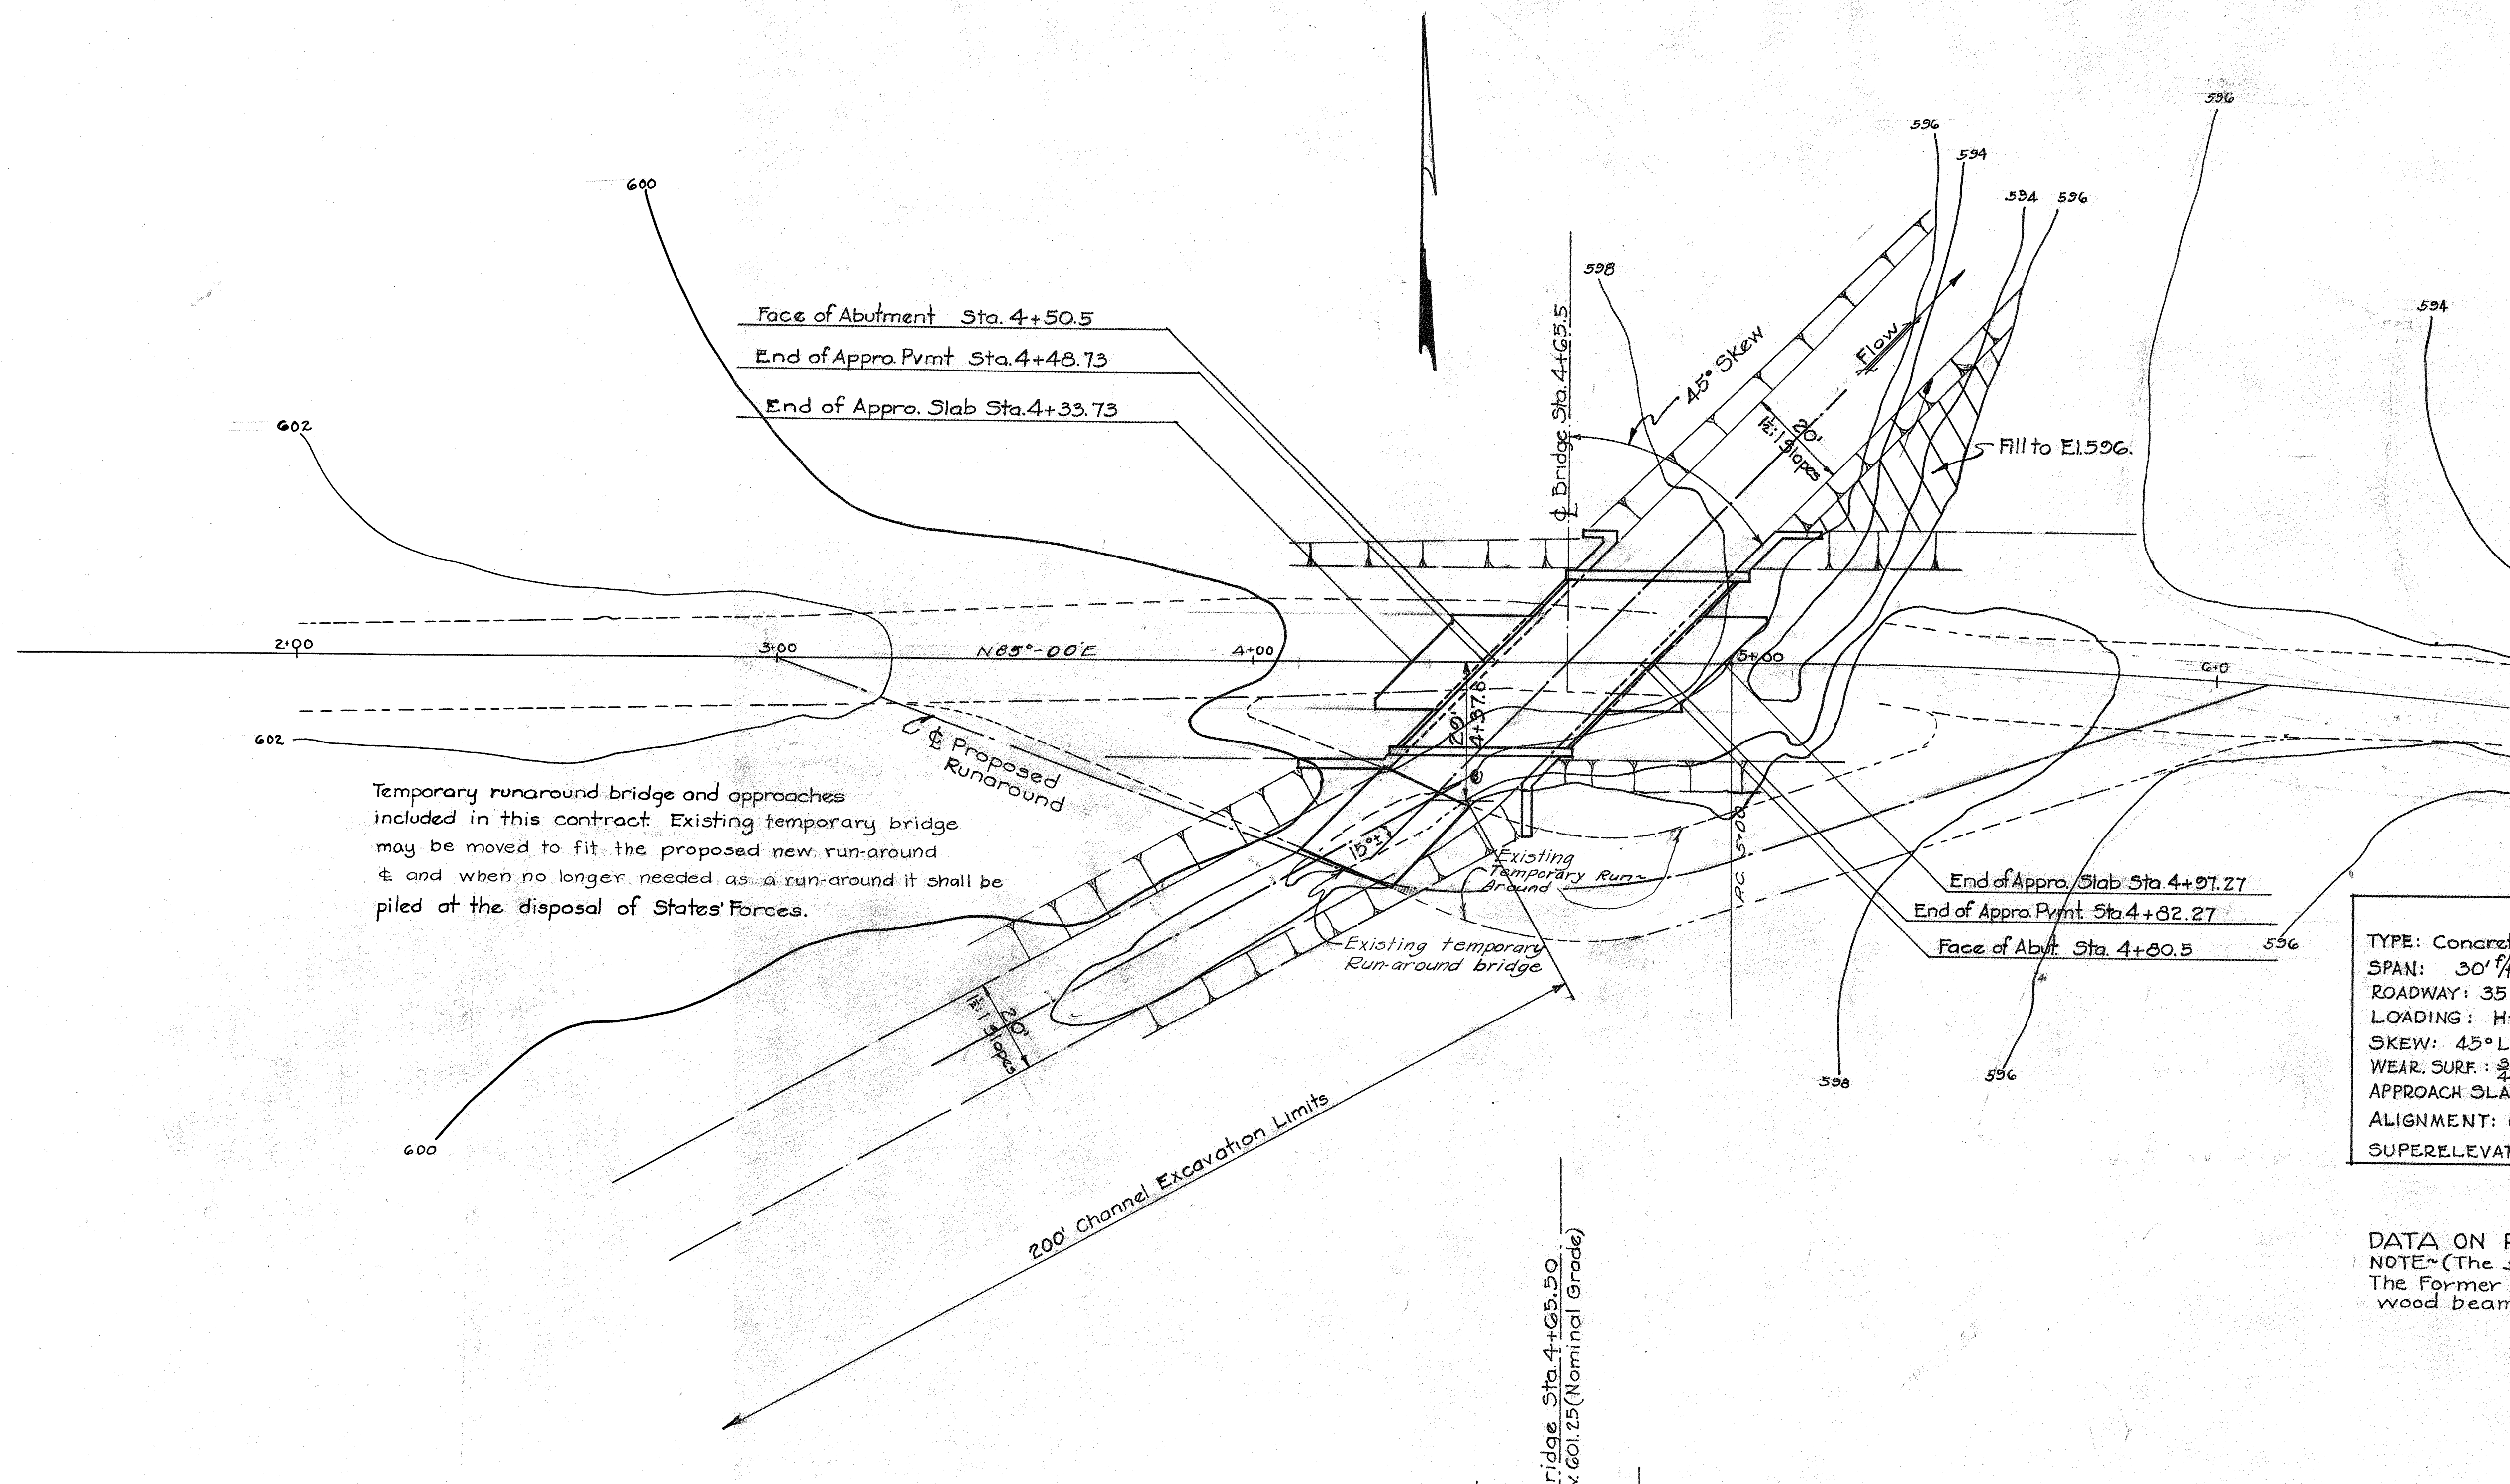 596
596
594
594 596
600
598
594
Face of Abutment Sta. 4+50.5
End of Appro. Pvmt Sta. 4+48.73
End of Appro. Slab Sta. 4+33.73
602
℄ Bridge Sta. 4+65.5
45° Skew
Flow
20'
1½:1 Slopes
Fill to El. 596.
2+00
3+00
N85°-00'E
4+00
5+00
6+0
602
℄ Proposed
Runaround
4+37.8
Temporary runaround bridge and approaches
included in this contract. Existing temporary bridge
may be moved to fit the proposed new run-around
℄ and when no longer needed as a run-around it shall be
piled at the disposal of States' Forces.
15°±
Existing
Temporary Run~
Around
P.C. 5+00
Existing temporary
Run-around bridge
End of Appro. Slab Sta. 4+97.27
End of Appro. Pvmt. Sta. 4+82.27
Face of Abut. Sta. 4+80.5
596
20'
1½:1 Slopes
598
596
600
200' Channel Excavation Limits
TYPE: Concret
SPAN: 30' f/
ROADWAY: 35
LOADING: H
SKEW: 45° L
WEAR. SURF.: 3/4
APPROACH SLA
ALIGNMENT:
SUPERELEVAT
ridge Sta. 4+65.50
v. 601.25 (Nominal Grade)
DATA ON
NOTE~(The
The Former
wood beam